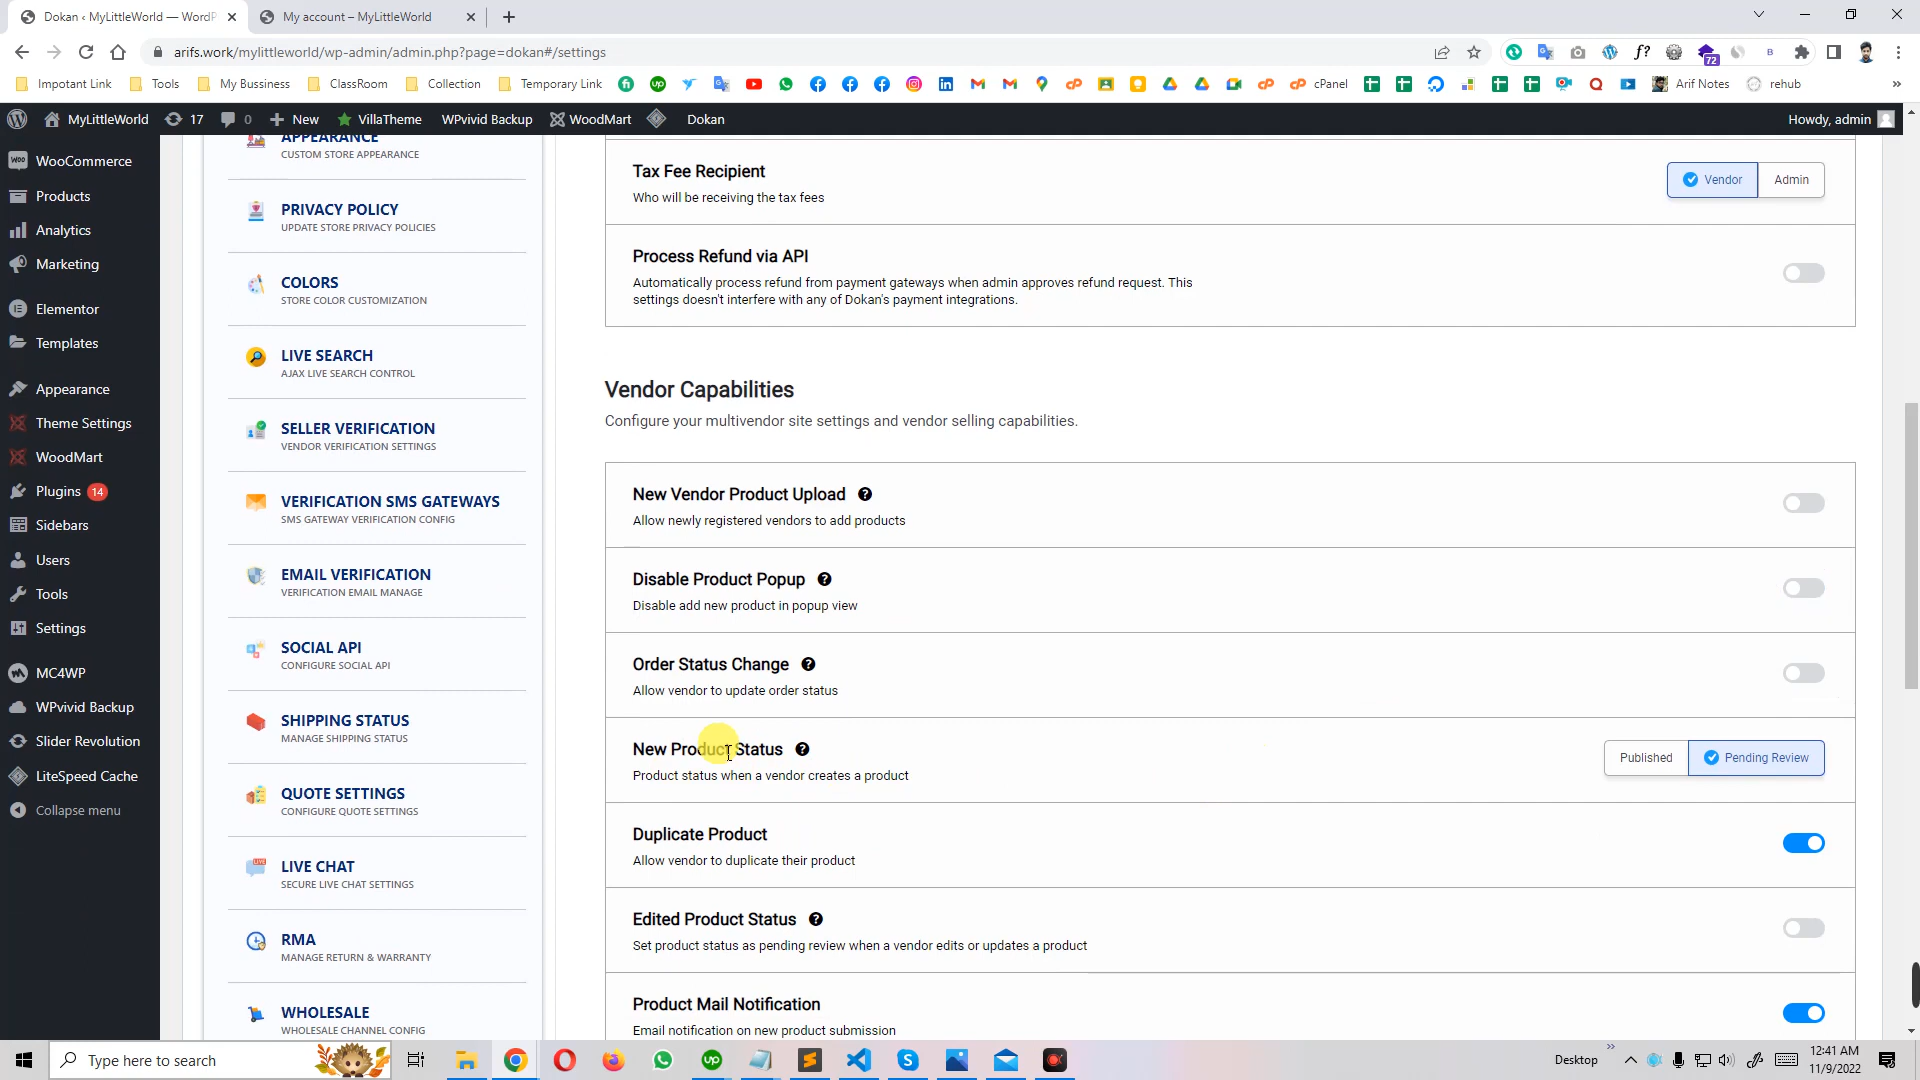 Dokan ‹ MyLittleWorld — WordP
My account – MyLittleWorld
arifs.work/mylittleworld/wp-admin/admin.php?page=dokan#/settings
72
Impotant Link
Tools
My Bussiness
ClassRoom
Collection
Temporary Link
cPanel
Arif Notes
rehub
»
MyLittleWorld
17
0
New
VillaTheme
WPvivid Backup
WoodMart
Dokan
Howdy, admin
WooCommerce
Products
Analytics
Marketing
Elementor
Templates
Appearance
Theme Settings
WoodMart
Plugins 14
Sidebars
Users
Tools
Settings
MC4WP
WPvivid Backup
Slider Revolution
LiteSpeed Cache
Collapse menu
APPEARANCE
CUSTOM STORE APPEARANCE
PRIVACY POLICY
UPDATE STORE PRIVACY POLICIES
COLORS
STORE COLOR CUSTOMIZATION
LIVE SEARCH
AJAX LIVE SEARCH CONTROL
SELLER VERIFICATION
VENDOR VERIFICATION SETTINGS
VERIFICATION SMS GATEWAYS
SMS GATEWAY VERIFICATION CONFIG
EMAIL VERIFICATION
VERIFICATION EMAIL MANAGE
SOCIAL API
CONFIGURE SOCIAL API
SHIPPING STATUS
MANAGE SHIPPING STATUS
QUOTE SETTINGS
CONFIGURE QUOTE SETTINGS
LIVE CHAT
SECURE LIVE CHAT SETTINGS
RMA
MANAGE RETURN & WARRANTY
WHOLESALE
WHOLESALE CHANNEL CONFIG
Tax Fee Recipient
Who will be receiving the tax fees
Vendor
Admin
Process Refund via API
Automatically process refund from payment gateways when admin approves refund request. This
settings doesn't interfere with any of Dokan's payment integrations.
Vendor Capabilities
Configure your multivendor site settings and vendor selling capabilities.
New Vendor Product Upload
Allow newly registered vendors to add products
Disable Product Popup
Disable add new product in popup view
Order Status Change
Allow vendor to update order status
New Product Status
Product status when a vendor creates a product
Published
Pending Review
Duplicate Product
Allow vendor to duplicate their product
Edited Product Status
Set product status as pending review when a vendor edits or updates a product
Product Mail Notification
Email notification on new product submission
Type here to search
Desktop
12:41 AM
11/9/2022